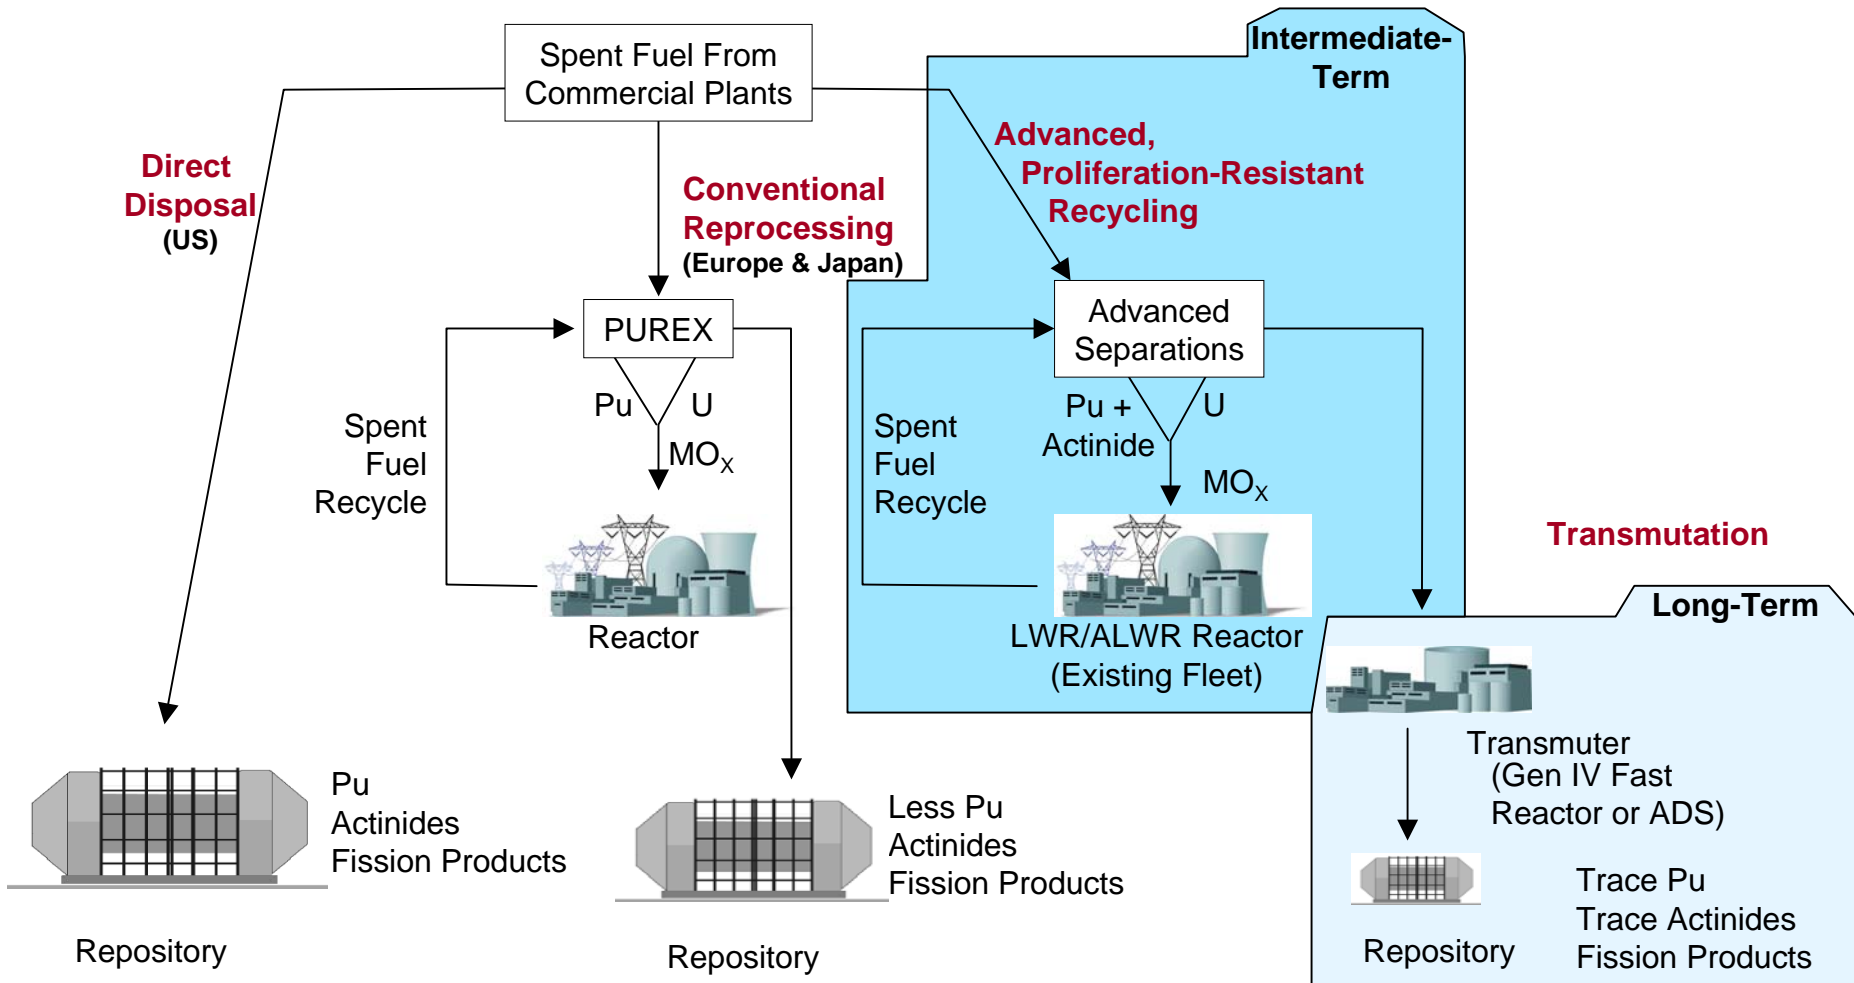 Spent Fuel From
Commercial Plants
Intermediate-
Term
Direct
Disposal
(US)
Conventional
Reprocessing
(Europe & Japan)
Advanced,
Proliferation-Resistant
Recycling
PUREX
Pu
U
MOX
Spent
Fuel
Recycle
Reactor
Advanced
Separations
Pu +
Actinide
U
MOX
Spent
Fuel
Recycle
LWR/ALWR Reactor
(Existing Fleet)
Transmutation
Long-Term
Transmuter
(Gen IV Fast
Reactor or ADS)
Pu
Actinides
Fission Products
Repository
Less Pu
Actinides
Fission Products
Repository
Trace Pu
Trace Actinides
Fission Products
Repository